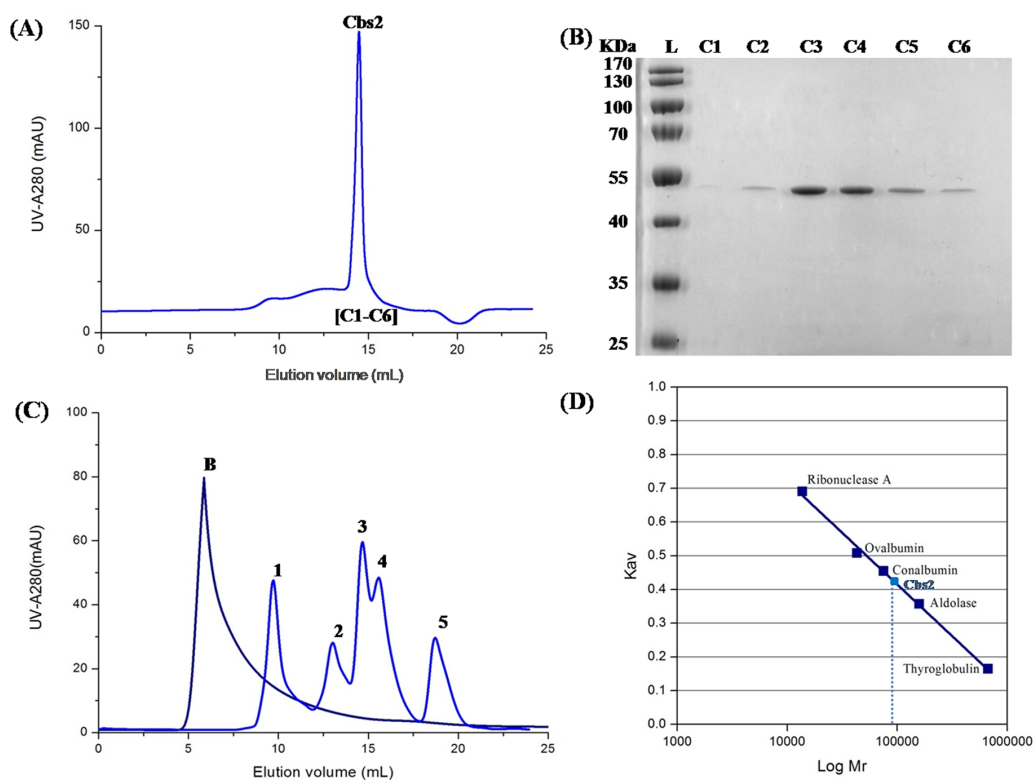 (A)
Cbs2
150
100
50
0
UV-A280 (mAU)
[C1-C6]
0 5 10 15 20 25
Elution volume (mL)
(B)
KDa L C1 C2 C3 C4 C5 C6
170
130
100
70
55
40
35
25
(C)
100
80
60
40
20
0
UV-A280(mAU)
B
1
2
3
4
5
0 5 10 15 20 25
Elution volume (mL)
(D)
1.0
0.9
0.8
0.7
0.6
0.5
0.4
0.3
0.2
0.1
0.0
Kav
Ribonuclease A
Ovalbumin
Conalbumin
Cbs2
Aldolase
Thyroglobulin
1000 10000 100000 1000000
Log Mr